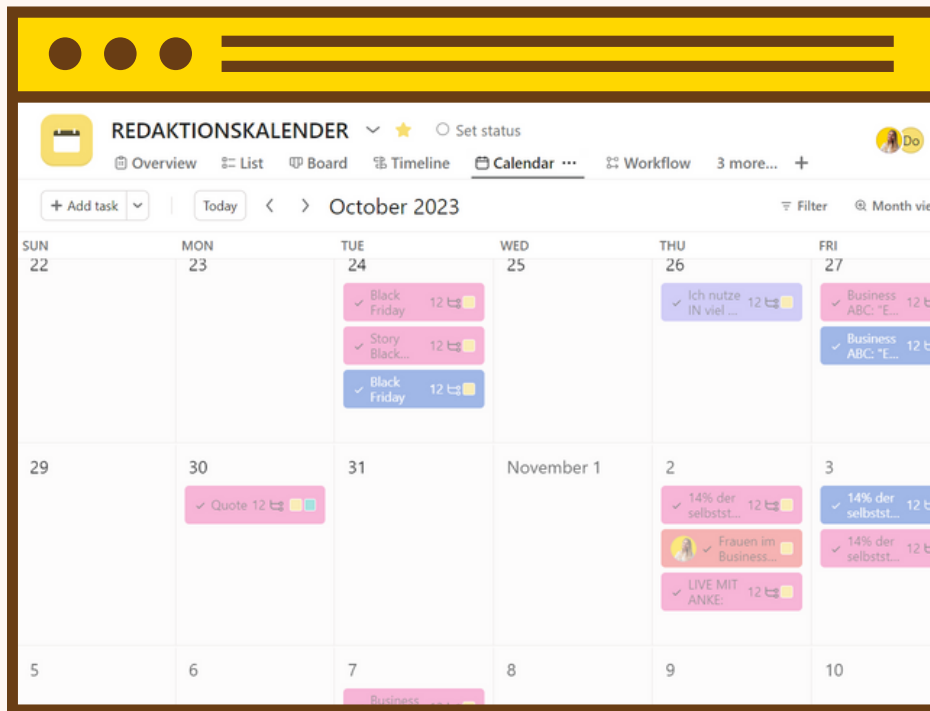 REDAKTIONSKALENDER Set status
Do
Overview List Board Timeline Calendar ... Workflow 3 more... +
+ Add task Today < > October 2023 Filter Month vie
SUN MON TUE WED THU FRI
22 23 24 25 26 27
Black
Friday 12
Story
Black... 12
Black
Friday 12
Ich nutze
IN viel ... 12
Business
ABC: "E... 12
Business
ABC: "E... 12
29 30 31 November 1 2 3
Quote 12
14% der
selbstst... 12
Frauen im
Business...
LIVE MIT
ANKE: 12
14% der
selbstst... 12
14% der
selbstst... 12
5 6 7 8 9 10
Business